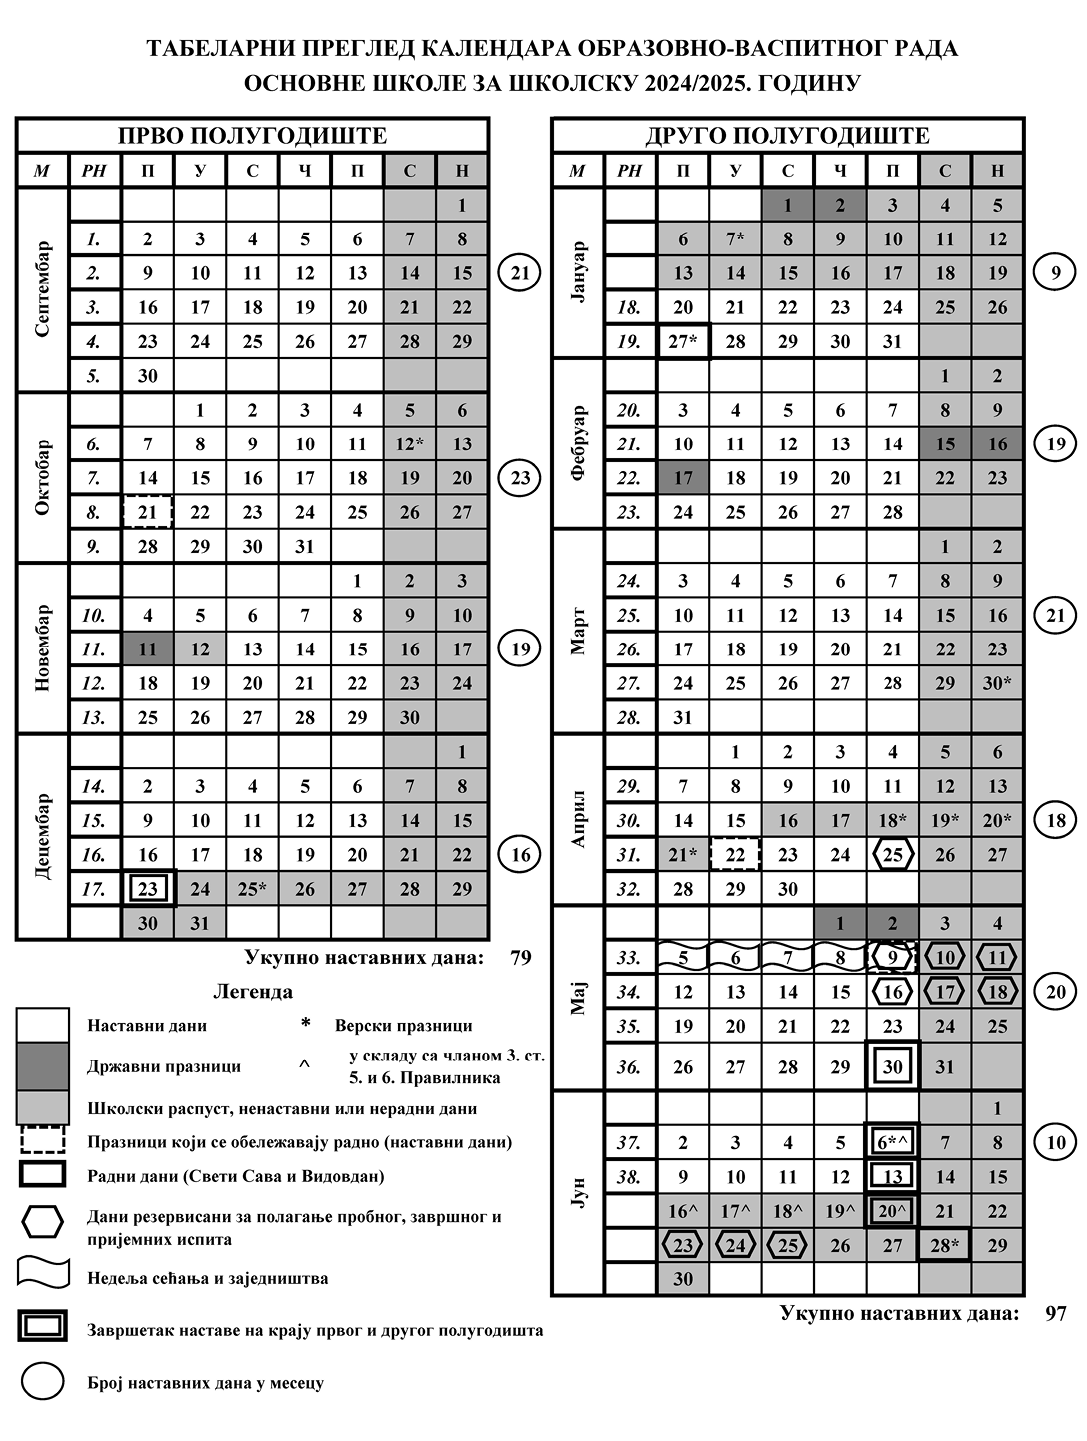 ТАБЕЛАРНИ ПРЕГЛЕД КАЛЕНДАРА ОБРАЗОВНО-ВАСПИТНОГ РАДА
ОСНОВНЕ ШКОЛЕ ЗА ШКОЛСКУ 2024/2025. ГОДИНУ
ПРВО ПОЛУГОДИШТЕ
М РН П У С Ч П С Н
Септембар
1
1. 2 3 4 5 6 7 8
2. 9 10 11 12 13 14 15
21
3. 16 17 18 19 20 21 22
4. 23 24 25 26 27 28 29
5. 30
Октобар
1 2 3 4 5 6
6. 7 8 9 10 11 12* 13
7. 14 15 16 17 18 19 20
23
8. 21 22 23 24 25 26 27
9. 28 29 30 31
Новембар
1 2 3
10. 4 5 6 7 8 9 10
11. 11 12 13 14 15 16 17
19
12. 18 19 20 21 22 23 24
13. 25 26 27 28 29 30
Децембар
1
14. 2 3 4 5 6 7 8
15. 9 10 11 12 13 14 15
16. 16 17 18 19 20 21 22
16
17. 23 24 25* 26 27 28 29
30 31
Укупно наставних дана: 79
Легенда
Наставни дани
* Верски празници
Државни празници
^ у складу са чланом 3. ст.
5. и 6. Правилника
Школски распуст, ненаставни или нерадни дани
Празници који се обележавају радно (наставни дани)
Радни дани (Свети Сава и Видовдан)
Дани резервисани за полагање пробног, завршног и
пријемних испита
Недеља сећања и заједништва
Завршетак наставе на крају првог и другог полугодишта
Број наставних дана у месецу
ДРУГО ПОЛУГОДИШТЕ
М РН П У С Ч П С Н
Јануар
1 2 3 4 5
6 7* 8 9 10 11 12
13 14 15 16 17 18 19
9
18. 20 21 22 23 24 25 26
19. 27* 28 29 30 31
Фебруар
1 2
20. 3 4 5 6 7 8 9
21. 10 11 12 13 14 15 16
19
22. 17 18 19 20 21 22 23
23. 24 25 26 27 28
Март
1 2
24. 3 4 5 6 7 8 9
25. 10 11 12 13 14 15 16
21
26. 17 18 19 20 21 22 23
27. 24 25 26 27 28 29 30*
28. 31
Април
1 2 3 4 5 6
29. 7 8 9 10 11 12 13
30. 14 15 16 17 18* 19* 20*
18
31. 21* 22 23 24 25 26 27
32. 28 29 30
Мај
1 2 3 4
33. 5 6 7 8 9 10 11
34. 12 13 14 15 16 17 18
20
35. 19 20 21 22 23 24 25
36. 26 27 28 29 30 31
Јун
1
37. 2 3 4 5 6*^ 7 8
10
38. 9 10 11 12 13 14 15
16^ 17^ 18^ 19^ 20^ 21 22
23 24 25 26 27 28* 29
30
Укупно наставних дана: 97